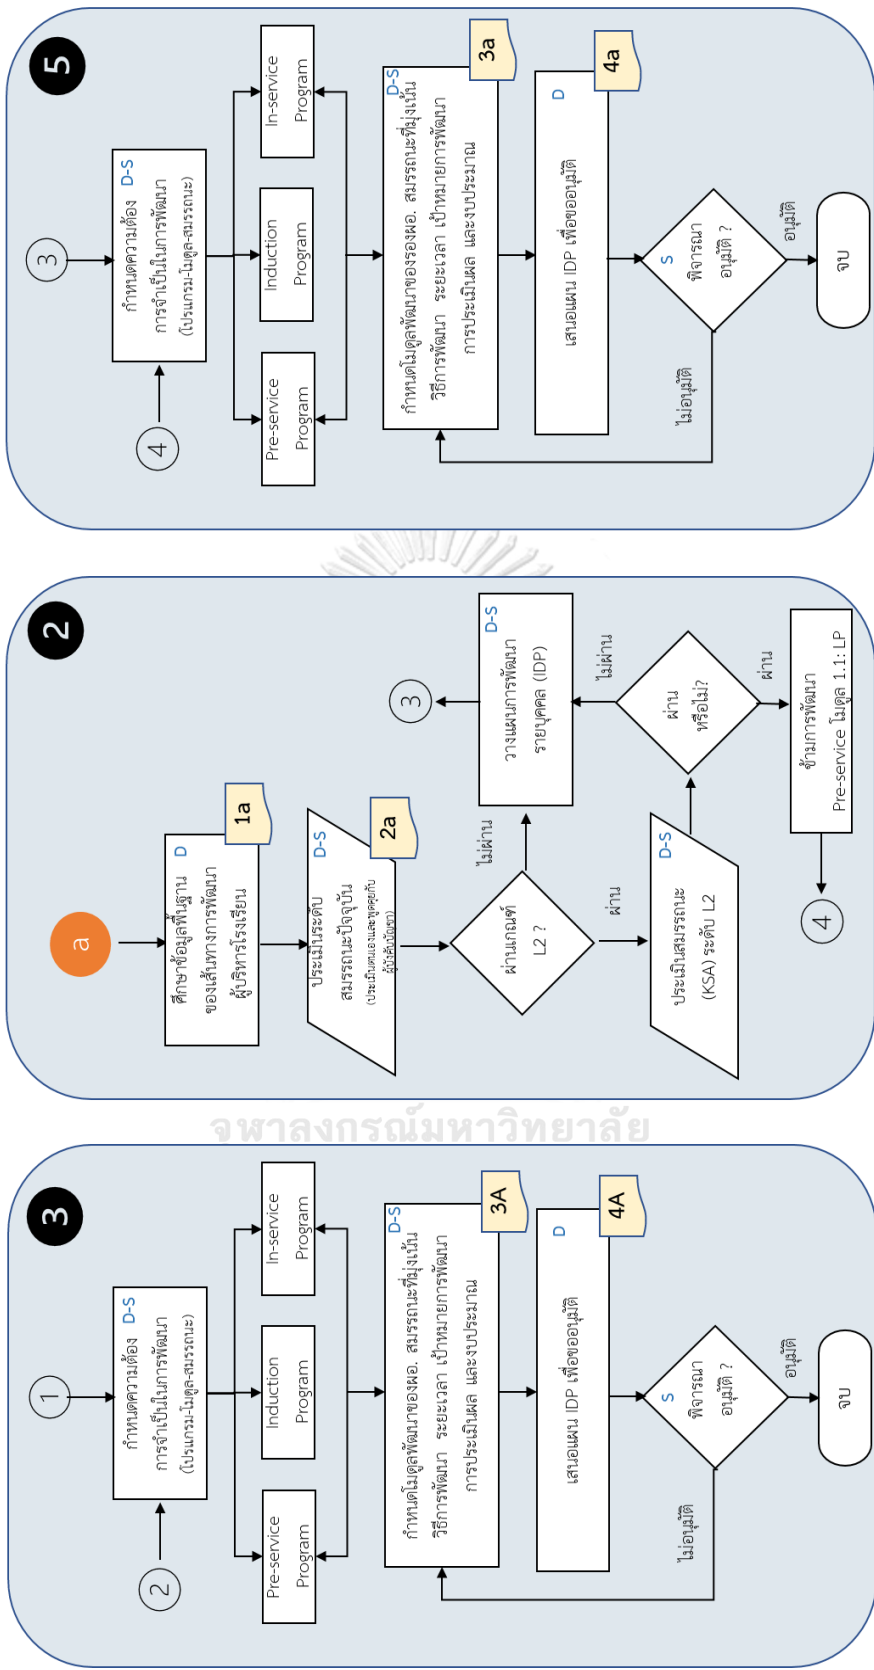 3
1
กำหนดความต้อง D-S
การจำเป็นในการพัฒนา
(โปรแกรม-โมดูล-สมรรถนะ)
2
Pre-service
Program
Induction
Program
In-service
Program
D-S
กำหนดโมดูลพัฒนาของผอ. สมรรถนะที่มุ่งเน้น
วิธีการพัฒนา ระยะเวลา เป้าหมายการพัฒนา
การประเมินผล และงบประมาณ
3A
D
เสนอแผน IDP เพื่อขออนุมัติ
4A
S
พิจารณา
อนุมัติ ?
ไม่อนุมัติ
อนุมัติ
จบ
2
a
D
ศึกษาข้อมูลพื้นฐาน
ของเส้นทางการพัฒนา
ผู้บริหารโรงเรียน
1a
D-S
ประเมินระดับ
สมรรถนะปัจจุบัน
(ประเมินตนเองและพูดคุยกับ
ผู้บังคับบัญชา)
2a
ผ่านเกณฑ์
L2 ?
ไม่ผ่าน
ผ่าน
D-S
วางแผนการพัฒนา
รายบุคคล (IDP)
3
D-S
ประเมินสมรรถนะ
(KSA) ระดับ L2
ผ่าน
หรือไม่?
ไม่ผ่าน
ผ่าน
ข้ามการพัฒนา
Pre-service โมดูล 1.1: LP
4
5
3
กำหนดความต้อง D-S
การจำเป็นในการพัฒนา
(โปรแกรม-โมดูล-สมรรถนะ)
4
Pre-service
Program
Induction
Program
In-service
Program
D-S
กำหนดโมดูลพัฒนาของรองผอ. สมรรถนะที่มุ่งเน้น
วิธีการพัฒนา ระยะเวลา เป้าหมายการพัฒนา
การประเมินผล และงบประมาณ
3a
D
เสนอแผน IDP เพื่อขออนุมัติ
4a
S
พิจารณา
อนุมัติ ?
ไม่อนุมัติ
อนุมัติ
จบ
จุฬาลงกรณ์มหาวิทยาลัย